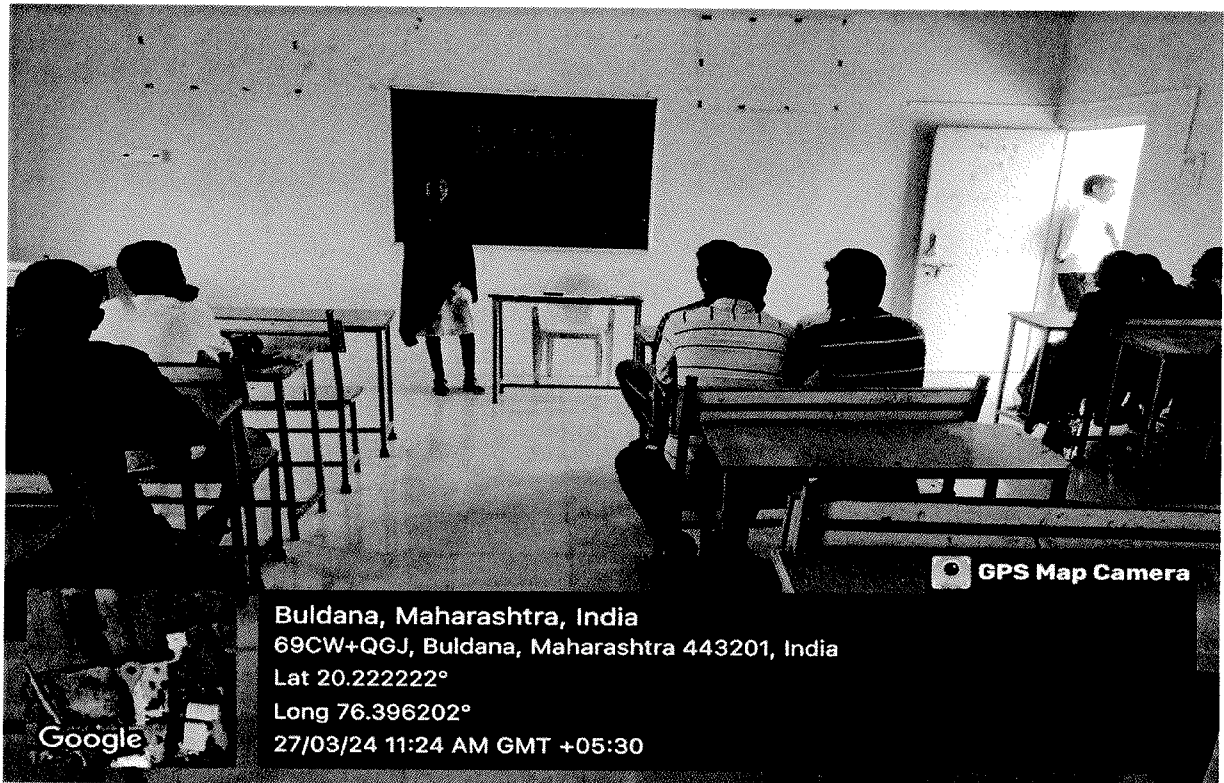 GPS Map Camera
Buldana, Maharashtra, India
69CW+QGJ, Buldana, Maharashtra 443201, India
Lat 20.222222°
Long 76.396202°
27/03/24 11:24 AM GMT +05:30
Google